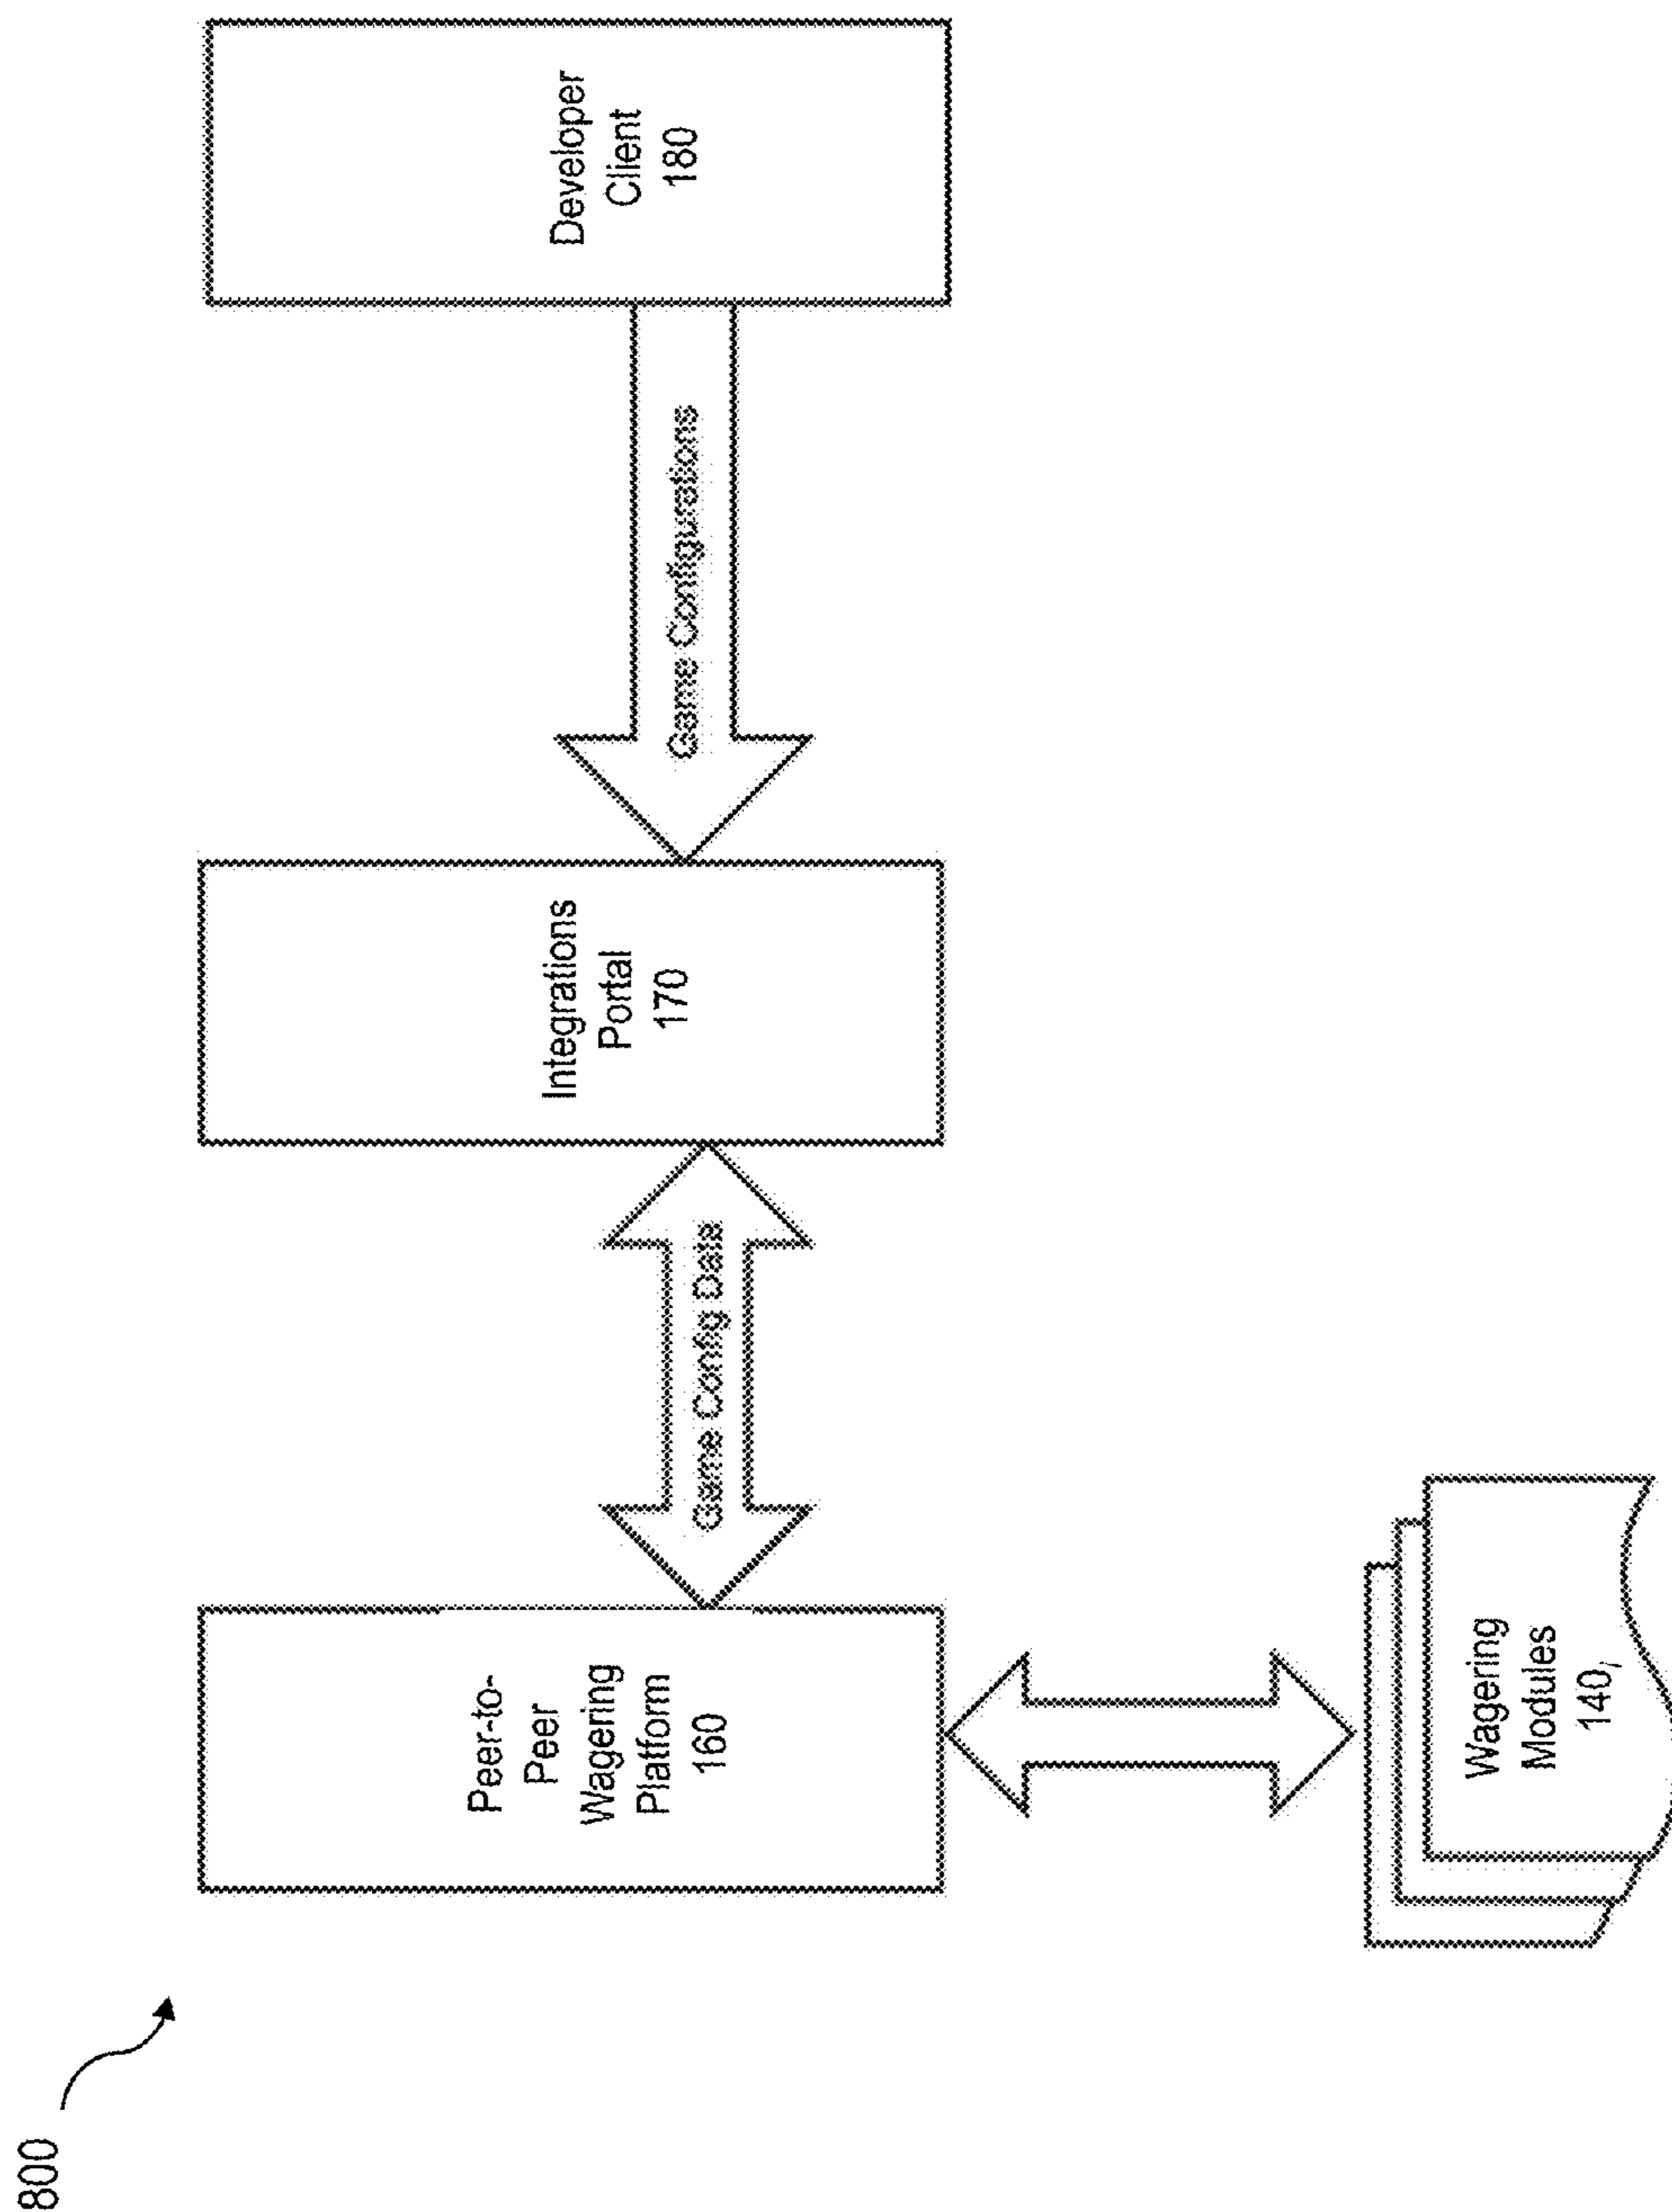 800
Peer-to-
Peer
Wagering
Platform
160
Game Config Data
Integrations
Portal
170
Game Configurations
Developer
Client
180
Wagering
Modules
140i